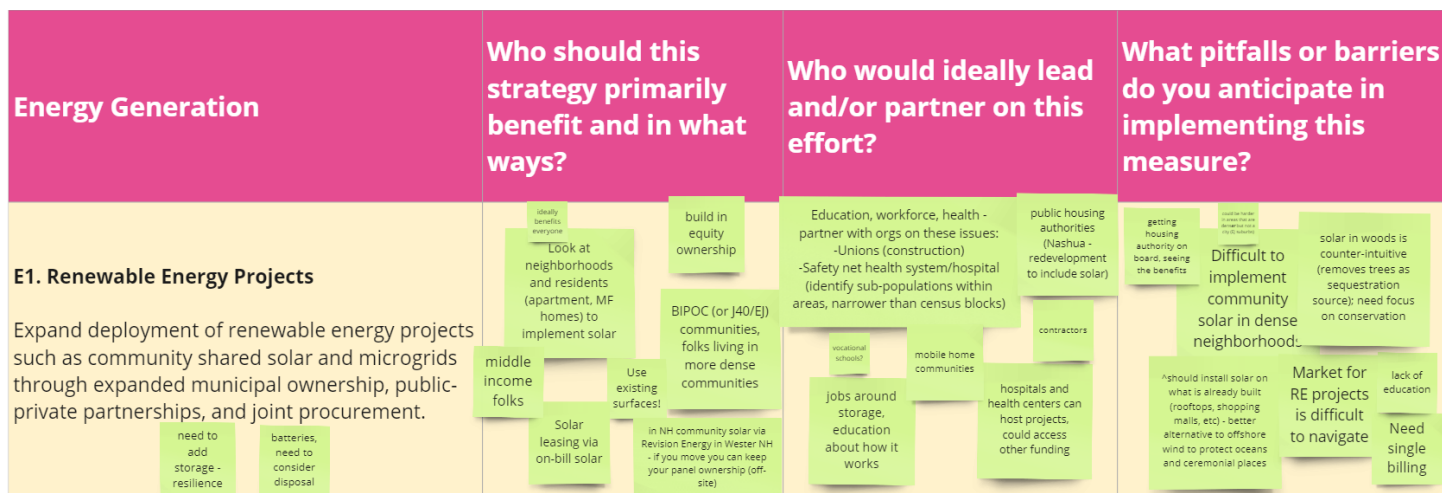 Energy Generation
Who should this
strategy primarily
benefit and in what
ways?
Who would ideally lead
and/or partner on this
effort?
What pitfalls or barriers
do you anticipate in
implementing this
measure?
E1. Renewable Energy Projects
Expand deployment of renewable energy projects
such as community shared solar and microgrids
through expanded municipal ownership, public-
private partnerships, and joint procurement.
need to
add
storage -
resilience
batteries,
need to
consider
disposal
ideally
benefits
everyone
Look at
neighborhoods
and residents
(apartment, MF
homes) to
implement solar
build in
equity
ownership
BIPOC (or J40/EJ)
communities,
folks living in
more dense
communities
middle
income
folks
Use
existing
surfaces!
Solar
leasing via
on-bill solar
in NH community solar via
Revision Energy in Wester NH
- if you move you can keep
your panel ownership (off-
site)
Education, workforce, health -
partner with orgs on these issues:
-Unions (construction)
-Safety net health system/hospital
(identify sub-populations within
areas, narrower than census blocks)
public housing
authorities
(Nashua -
redevelopment
to include solar)
contractors
vocational
schools?
mobile home
communities
jobs around
storage,
education
about how it
works
hospitals and
health centers can
host projects,
could access
other funding
getting
housing
authority on
board, seeing
the benefits
could be harder
in areas that are
dense but not a
city (EJ suburbs)
Difficult to
implement
community
solar in dense
neighborhoods
solar in woods is
counter-intuitive
(removes trees as
sequestration
source); need focus
on conservation
^should install solar on
what is already built
(rooftops, shopping
malls, etc) - better
alternative to offshore
wind to protect oceans
and ceremonial places
Market for
RE projects
is difficult
to navigate
lack of
education
Need
single
billing